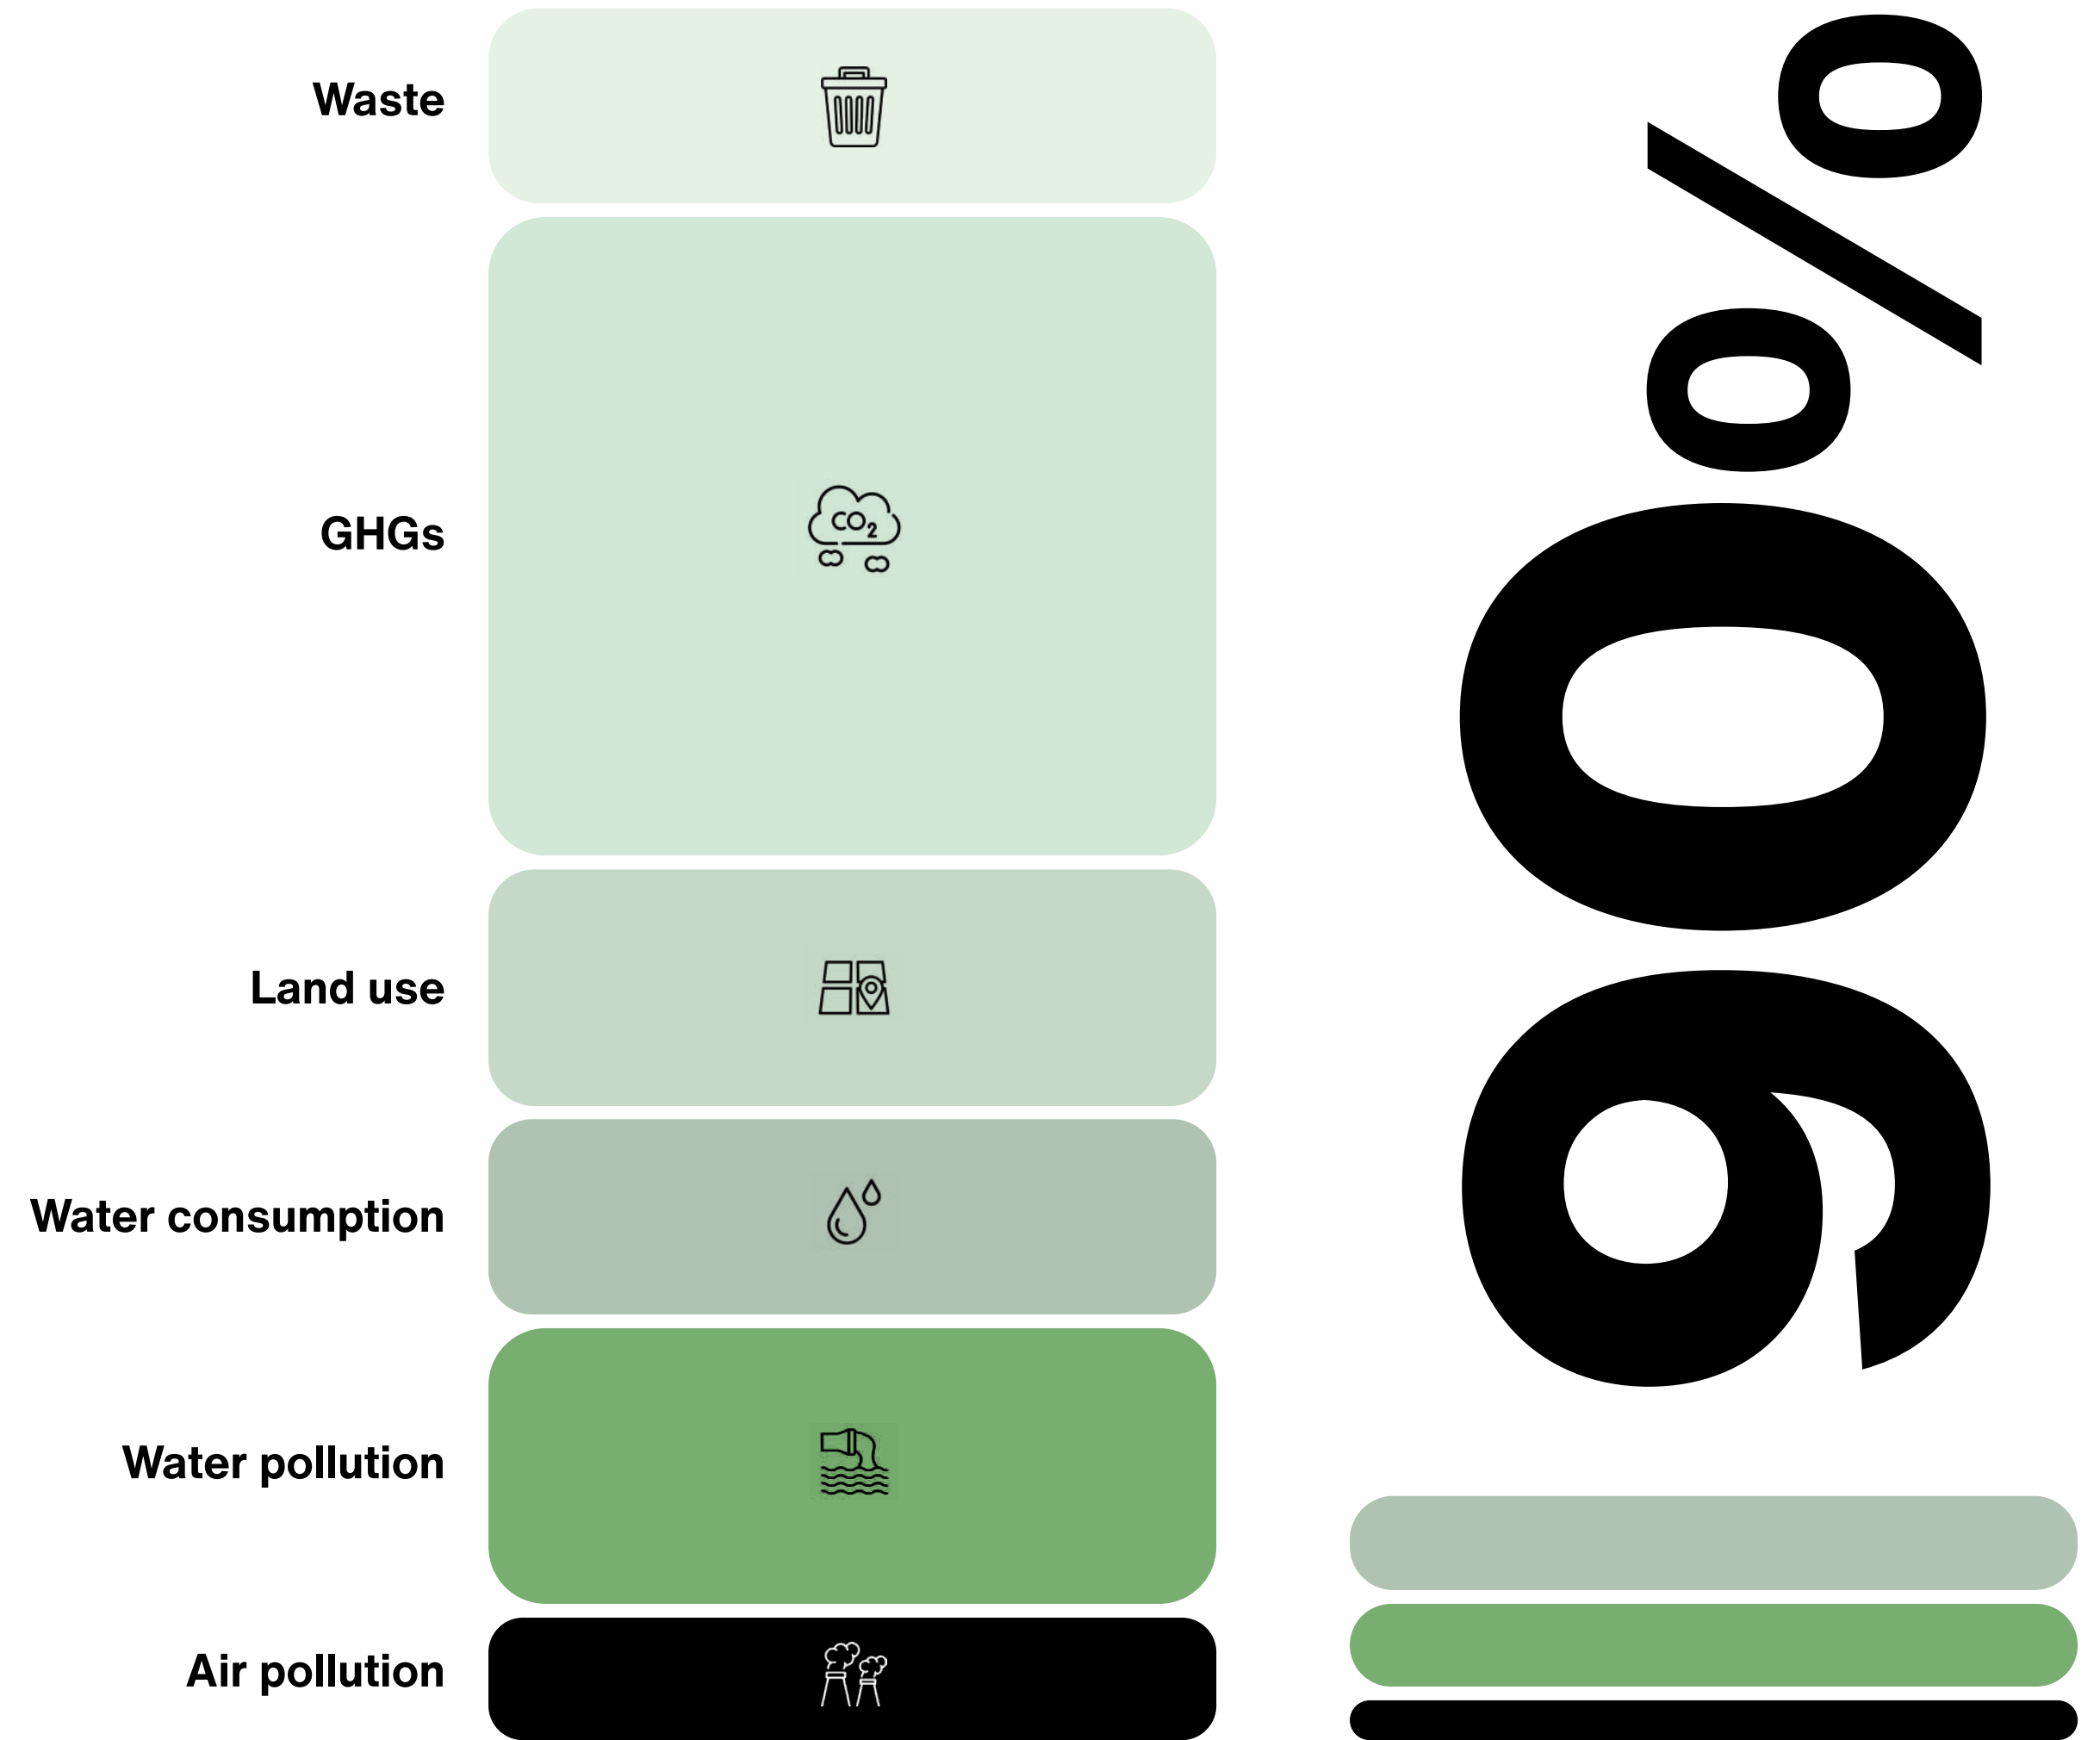 Waste
GHGs
CO2
Land use
Water consumption
Water pollution
Air pollution
90%